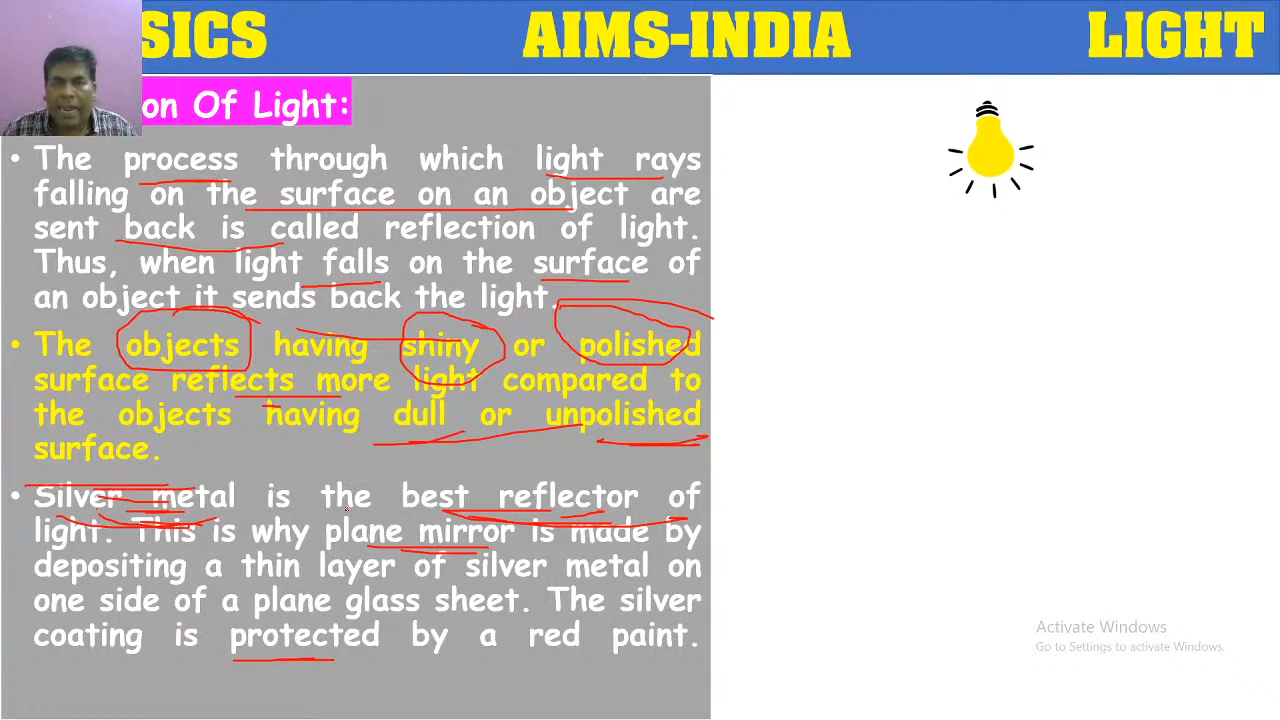 SICS AIMS-INDIA LIGHT
on Of Light:
• The process through which light rays
falling on the surface on an object are
sent back is called reflection of light.
Thus, when light falls on the surface of
an object it sends back the light.
• The objects having shiny or polished
surface reflects more light compared to
the objects having dull or unpolished
surface.
• Silver metal is the best reflector of
light. This is why plane mirror is made by
depositing a thin layer of silver metal on
one side of a plane glass sheet. The silver
coating is protected by a red paint.
Activate Windows
Go to Settings to activate Windows.